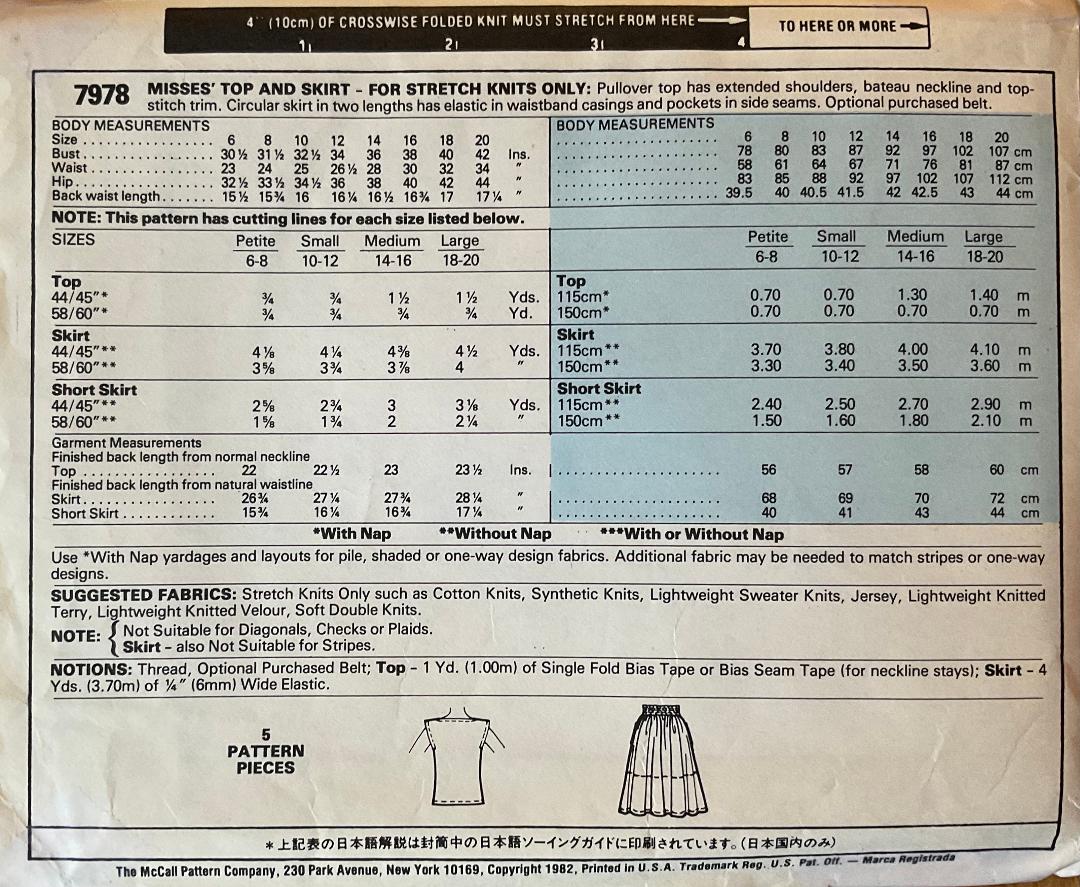 4" (10cm) OF CROSSWISE FOLDED KNIT MUST STRETCH FROM HERE TO HERE OR MORE
1 2 3 4
7978 MISSES' TOP AND SKIRT - FOR STRETCH KNITS ONLY: Pullover top has extended shoulders, bateau neckline and top-
stitch trim. Circular skirt in two lengths has elastic in waistband casings and pockets in side seams. Optional purchased belt.
BODY MEASUREMENTS BODY MEASUREMENTS
Size 6 8 10 12 14 16 18 20 6 8 10 12 14 16 18 20
Bust 30½ 31½ 32½ 34 36 38 40 42 Ins. 78 80 83 87 92 97 102 107 cm
Waist 23 24 25 26½ 28 30 32 34 " 58 61 64 67 71 76 81 87 cm
Hip 32½ 33½ 34½ 36 38 40 42 44 " 83 85 88 92 97 102 107 112 cm
Back waist length 15½ 15¾ 16 16¼ 16½ 16¾ 17 17¼ " 39.5 40 40.5 41.5 42 42.5 43 44 cm
NOTE: This pattern has cutting lines for each size listed below.
SIZES Petite Small Medium Large Petite Small Medium Large
6-8 10-12 14-16 18-20 6-8 10-12 14-16 18-20
Top Top
44/45"* ¾ ¾ 1½ 1½ Yds. 115cm* 0.70 0.70 1.30 1.40 m
58/60"* ¾ ¾ ¾ ¾ Yd. 150cm* 0.70 0.70 0.70 0.70 m
Skirt Skirt
44/45"** 4⅛ 4¼ 4⅜ 4½ Yds. 115cm** 3.70 3.80 4.00 4.10 m
58/60"** 3⅝ 3¾ 3⅞ 4 " 150cm** 3.30 3.40 3.50 3.60 m
Short Skirt Short Skirt
44/45"** 2⅝ 2¾ 3 3⅛ Yds. 115cm** 2.40 2.50 2.70 2.90 m
58/60"** 1⅝ 1¾ 2 2¼ " 150cm** 1.50 1.60 1.80 2.10 m
Garment Measurements
Finished back length from normal neckline
Top 22 22½ 23 23½ Ins. 56 57 58 60 cm
Finished back length from natural waistline
Skirt 26¾ 27¼ 27¾ 28¼ " 68 69 70 72 cm
Short Skirt 15¾ 16¼ 16¾ 17¼ " 40 41 43 44 cm
*With Nap **Without Nap ***With or Without Nap
Use *With Nap yardages and layouts for pile, shaded or one-way design fabrics. Additional fabric may be needed to match stripes or one-way
designs.
SUGGESTED FABRICS: Stretch Knits Only such as Cotton Knits, Synthetic Knits, Lightweight Sweater Knits, Jersey, Lightweight Knitted
Terry, Lightweight Knitted Velour, Soft Double Knits.
NOTE: { Not Suitable for Diagonals, Checks or Plaids.
Skirt - also Not Suitable for Stripes.
NOTIONS: Thread, Optional Purchased Belt; Top - 1 Yd. (1.00m) of Single Fold Bias Tape or Bias Seam Tape (for neckline stays); Skirt - 4
Yds. (3.70m) of ¼" (6mm) Wide Elastic.
5
PATTERN
PIECES
*上記表の日本語解説は封筒中の日本語ソーイングガイドに印刷されています。(日本国内のみ)
The McCall Pattern Company, 230 Park Avenue, New York 10169, Copyright 1982, Printed in U.S.A. Trademark Reg. U.S. Pat. Off. — Marca Registrada